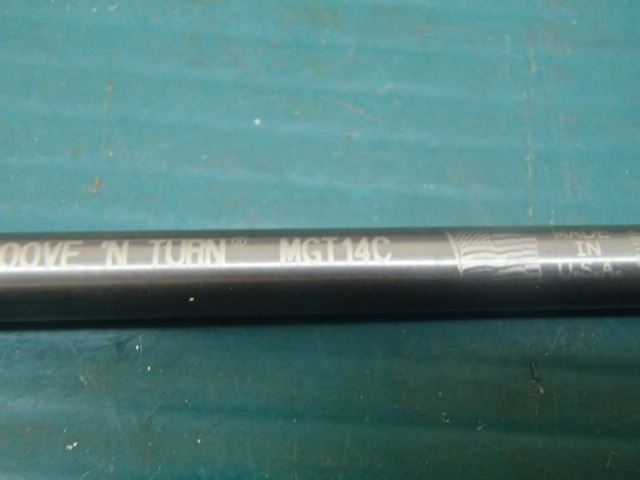 OOVE 'N TURN® MGT14C
MADE
IN
U.S.A.